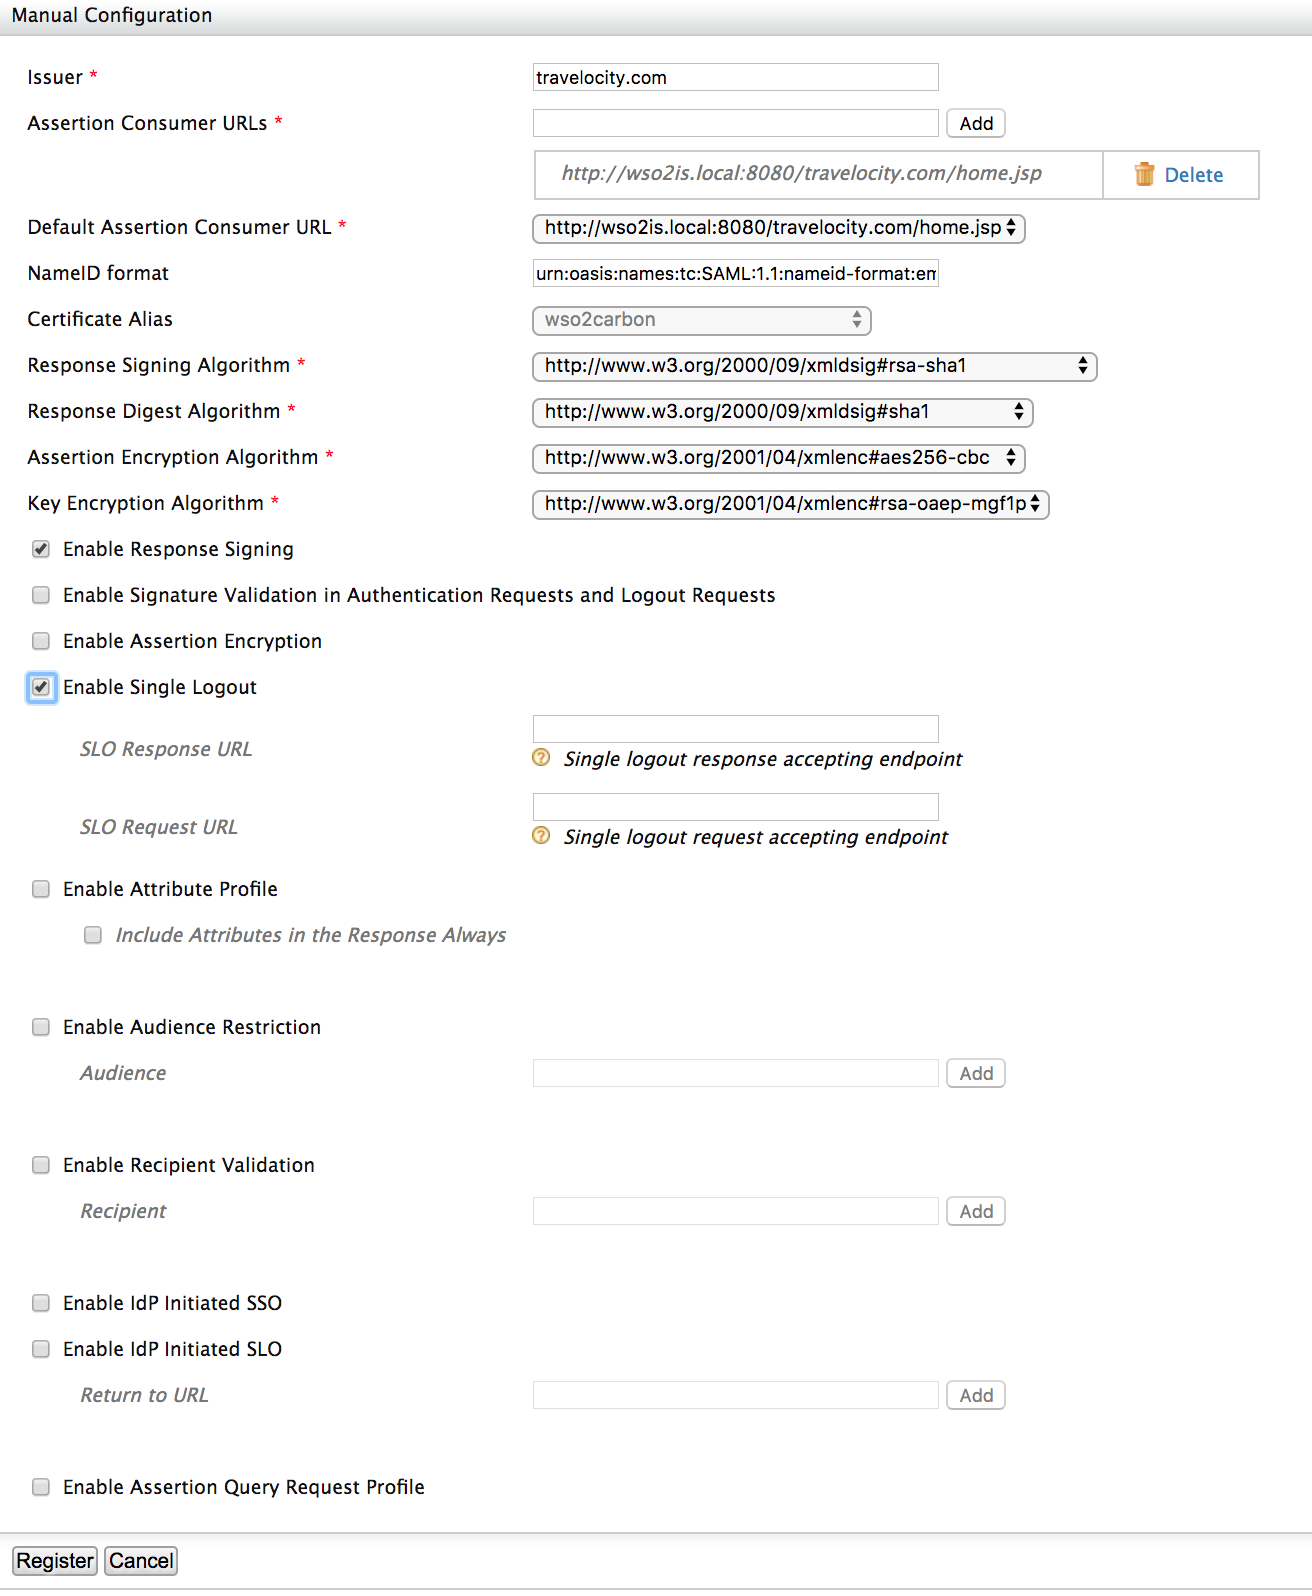 Manual Configuration
Issuer *
travelocity.com
Assertion Consumer URLs *
Add
http://wso2is.local:8080/travelocity.com/home.jsp
Delete
Default Assertion Consumer URL *
http://wso2is.local:8080/travelocity.com/home.jsp
NameID format
urn:oasis:names:tc:SAML:1.1:nameid-format:em
Certificate Alias
wso2carbon
Response Signing Algorithm *
http://www.w3.org/2000/09/xmldsig#rsa-sha1
Response Digest Algorithm *
http://www.w3.org/2000/09/xmldsig#sha1
Assertion Encryption Algorithm *
http://www.w3.org/2001/04/xmlenc#aes256-cbc
Key Encryption Algorithm *
http://www.w3.org/2001/04/xmlenc#rsa-oaep-mgf1p
Enable Response Signing
Enable Signature Validation in Authentication Requests and Logout Requests
Enable Assertion Encryption
Enable Single Logout
SLO Response URL
? Single logout response accepting endpoint
SLO Request URL
? Single logout request accepting endpoint
Enable Attribute Profile
Include Attributes in the Response Always
Enable Audience Restriction
Audience
Add
Enable Recipient Validation
Recipient
Add
Enable IdP Initiated SSO
Enable IdP Initiated SLO
Return to URL
Add
Enable Assertion Query Request Profile
Register Cancel